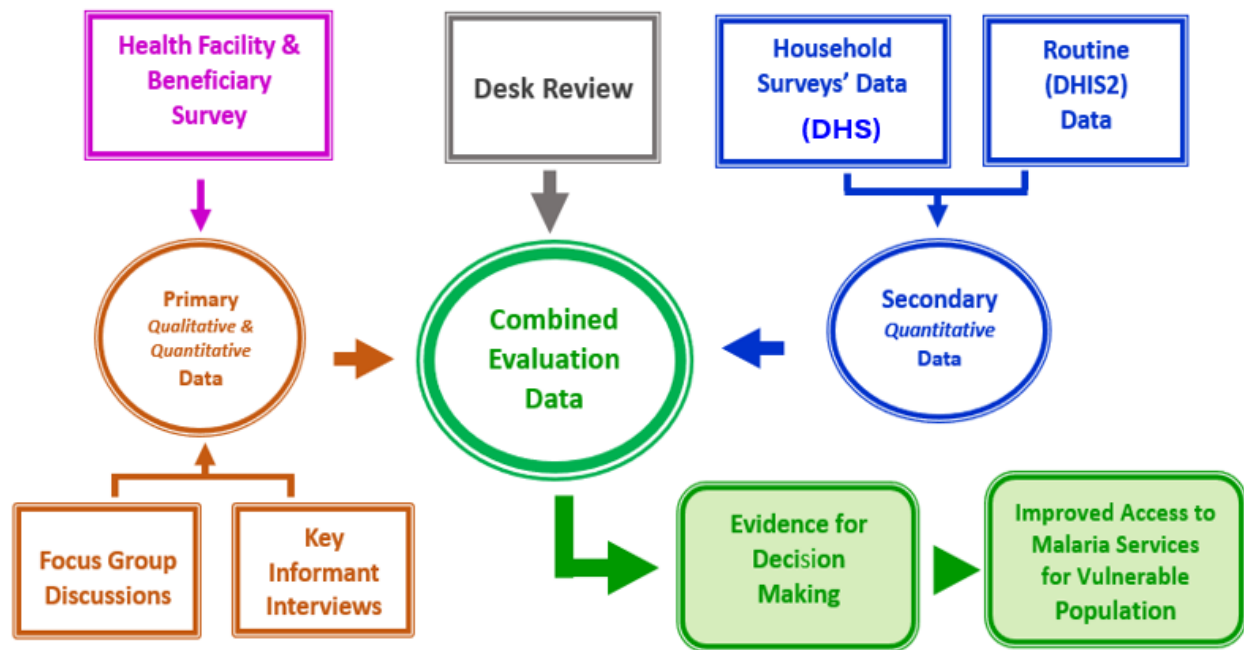 Health Facility &
Beneficiary
Survey
Desk Review
Household
Surveys’ Data
(DHS)
Routine
(DHIS2)
Data
Primary
Qualitative &
Quantitative
Data
Combined
Evaluation
Data
Secondary
Quantitative
Data
Focus Group
Discussions
Key
Informant
Interviews
Evidence for
Decision
Making
Improved Access to
Malaria Services
for Vulnerable
Population